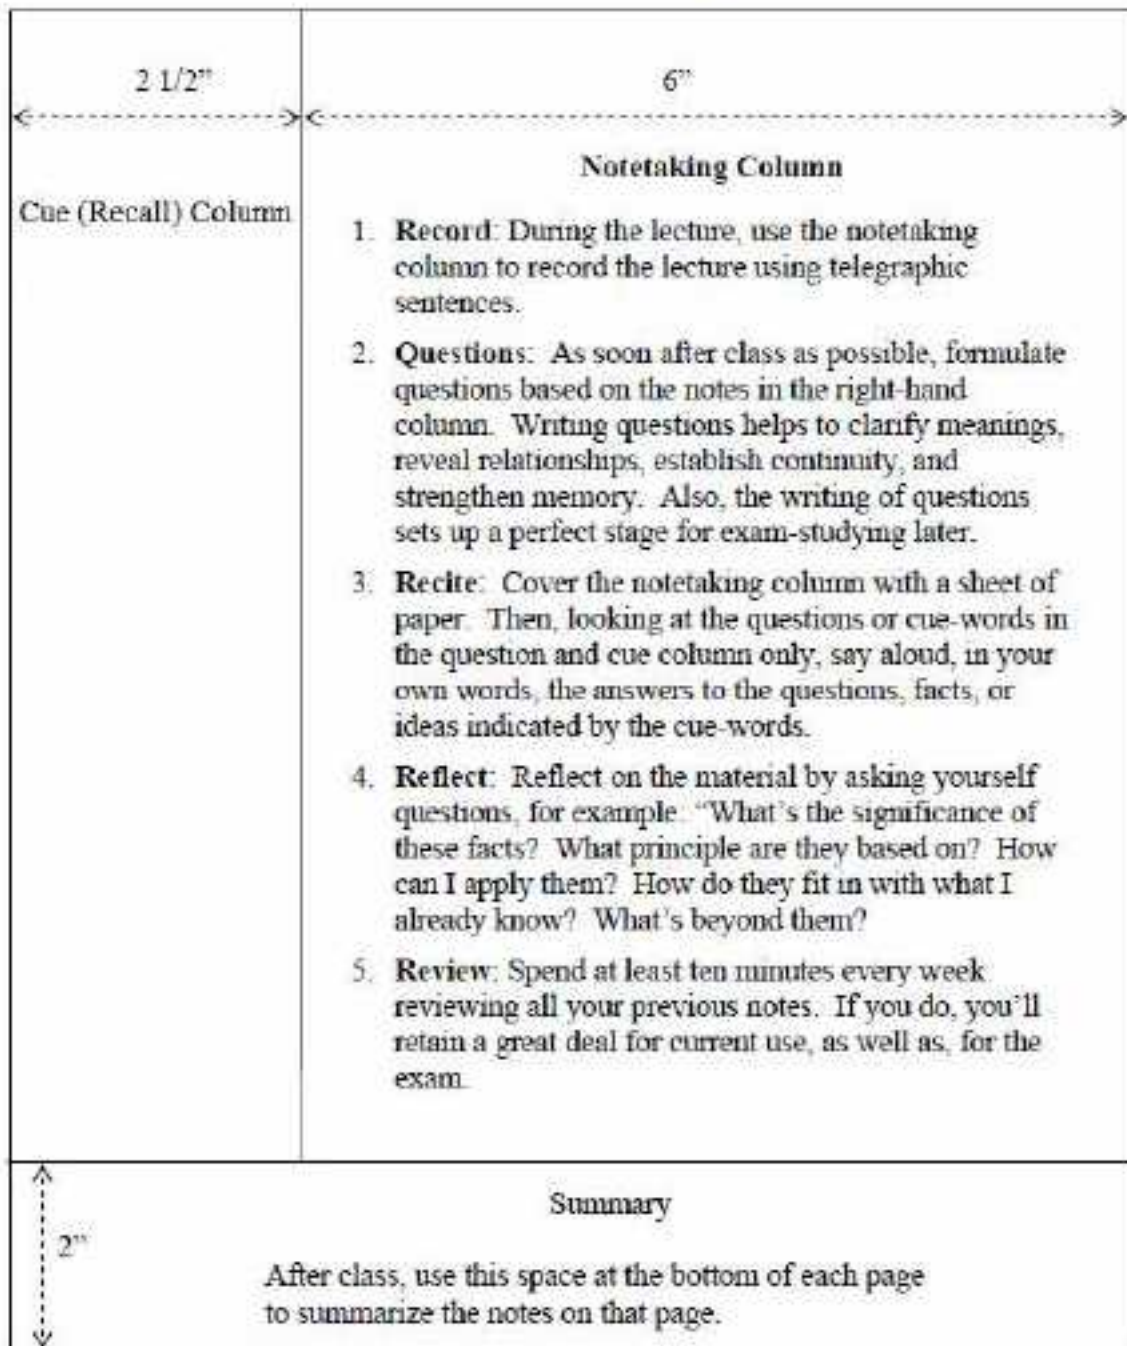 2 1/2”
6”
Cue (Recall) Column
Notetaking Column
1. Record: During the lecture, use the notetaking
column to record the lecture using telegraphic
sentences.
2. Questions: As soon after class as possible, formulate
questions based on the notes in the right-hand
column. Writing questions helps to clarify meanings,
reveal relationships, establish continuity, and
strengthen memory. Also, the writing of questions
sets up a perfect stage for exam-studying later.
3. Recite: Cover the notetaking column with a sheet of
paper. Then, looking at the questions or cue-words in
the question and cue column only, say aloud, in your
own words, the answers to the questions, facts, or
ideas indicated by the cue-words.
4. Reflect: Reflect on the material by asking yourself
questions, for example: “What’s the significance of
these facts? What principle are they based on? How
can I apply them? How do they fit in with what I
already know? What’s beyond them?
5. Review: Spend at least ten minutes every week
reviewing all your previous notes. If you do, you’ll
retain a great deal for current use, as well as, for the
exam.
2”
Summary
After class, use this space at the bottom of each page
to summarize the notes on that page.